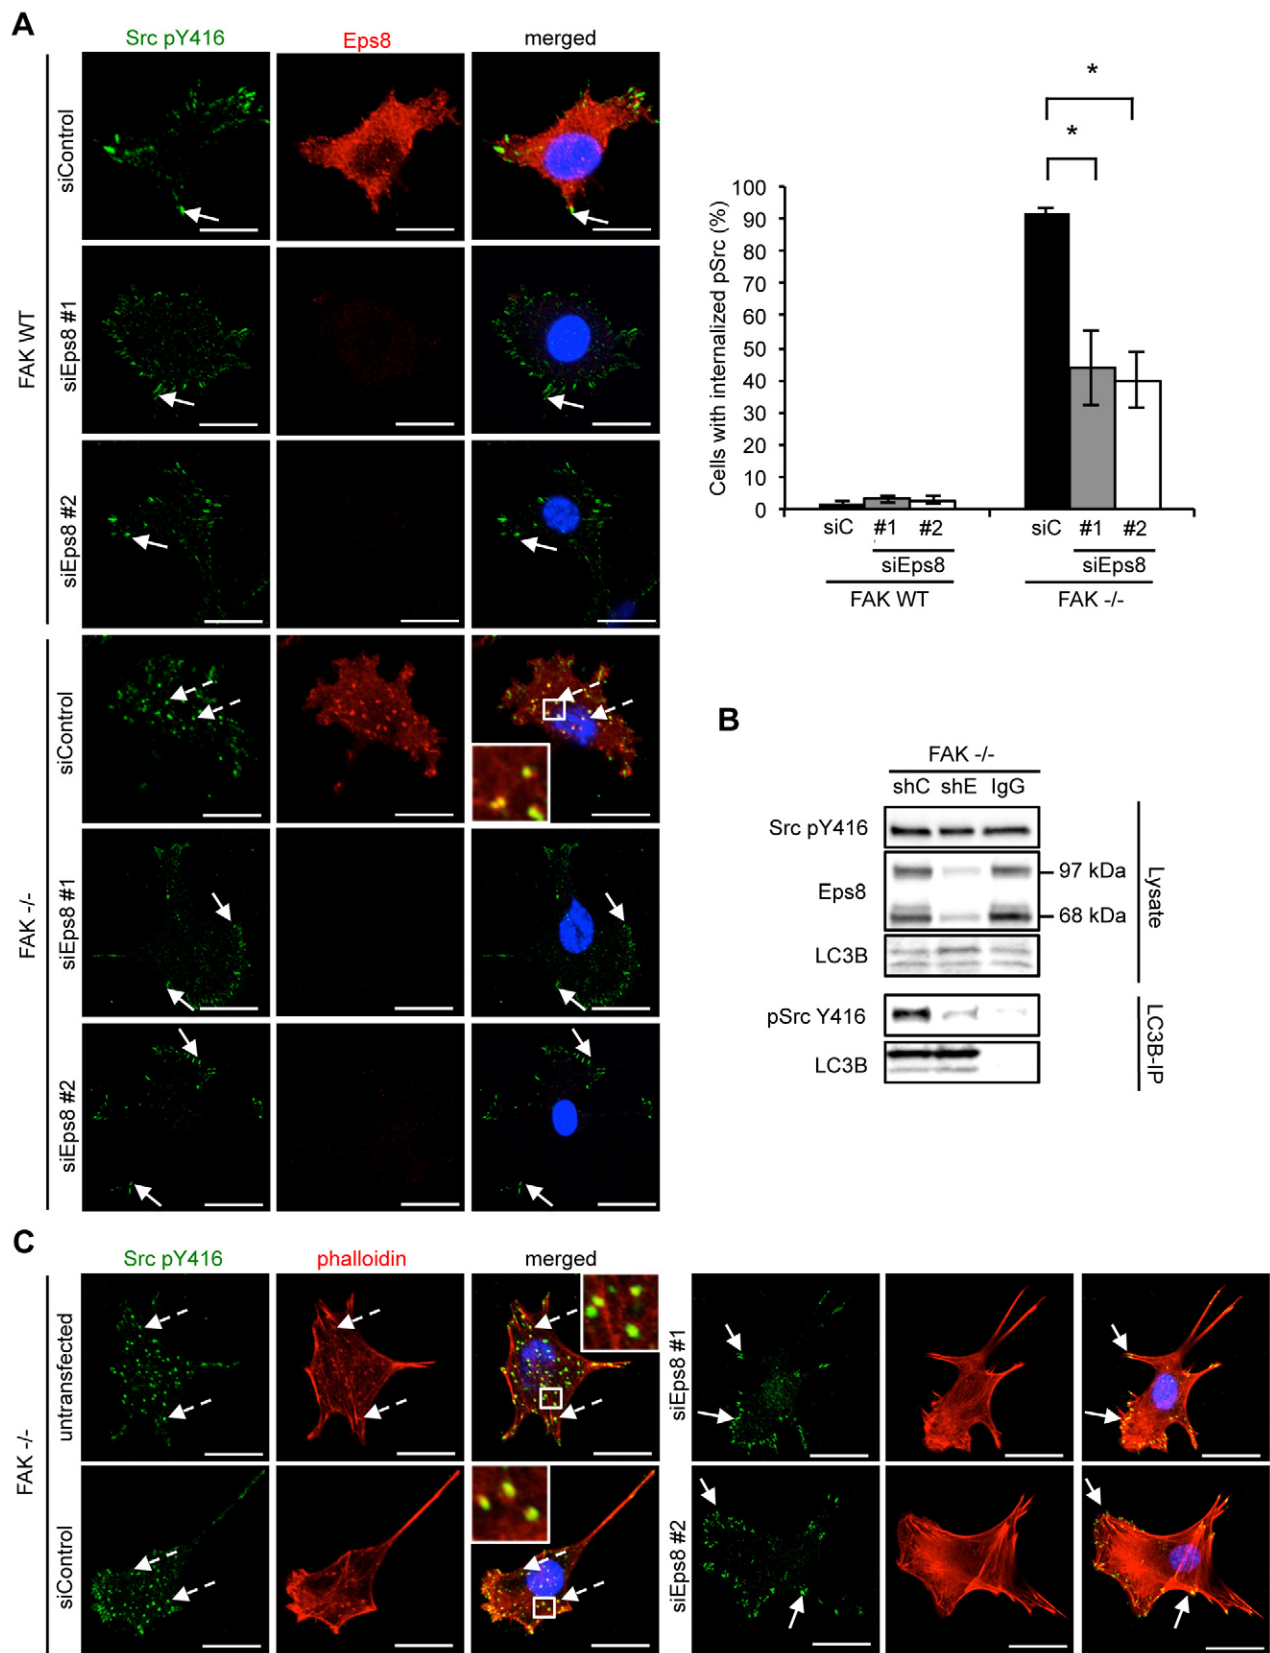 A
Src pY416
Eps8
merged
FAK WT
siControl
siEps8 #1
siEps8 #2
FAK -/-
siControl
siEps8 #1
siEps8 #2
*
*
Cells with internalized pSrc (%)
100
90
80
70
60
50
40
30
20
10
0
siC #1 #2
siEps8
FAK WT
siC #1 #2
siEps8
FAK -/-
B
FAK -/-
shC shE IgG
Src pY416
Eps8
97 kDa
68 kDa
LC3B
Lysate
pSrc Y416
LC3B
LC3B-IP
C
Src pY416
phalloidin
merged
FAK -/-
untransfected
siControl
siEps8 #1
siEps8 #2